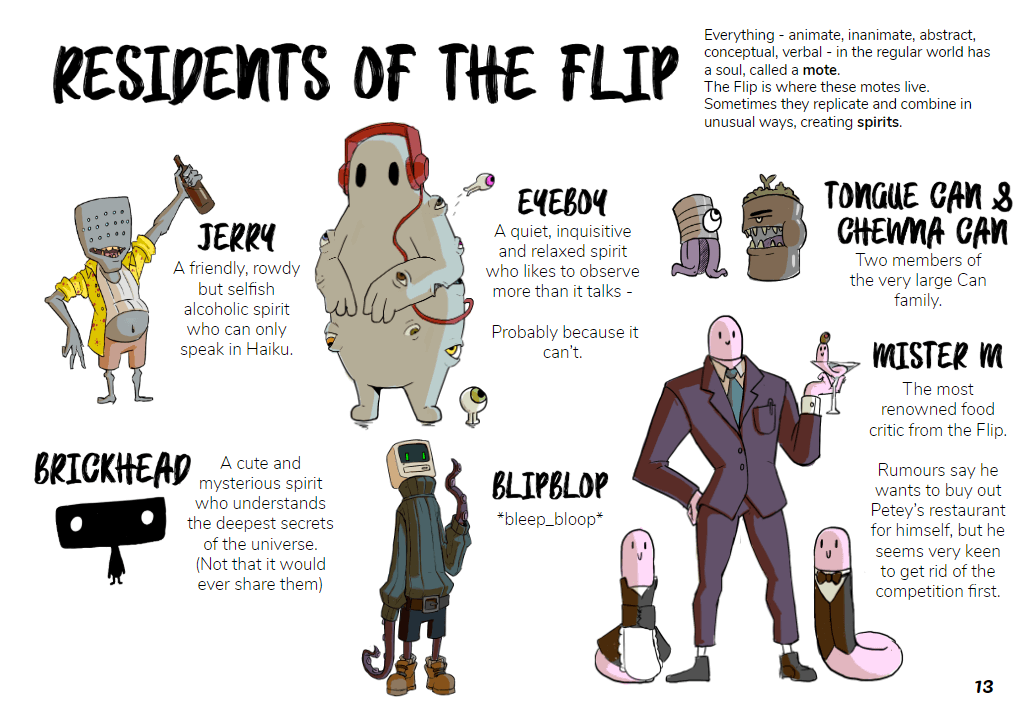 RESIDENTS OF THE FLIP
Everything - animate, inanimate, abstract,
conceptual, verbal - in the regular world has
a soul, called a mote.
The Flip is where these motes live.
Sometimes they replicate and combine in
unusual ways, creating spirits.
JERRY
A friendly, rowdy
but selfish
alcoholic spirit
who can only
speak in Haiku.
EYEBOY
A quiet, inquisitive
and relaxed spirit
who likes to observe
more than it talks -
Probably because it
can't.
TONGUE CAN &
CHEWNA CAN
Two members of
the very large Can
family.
MISTER M
The most
renowned food
critic from the Flip.
Rumours say he
wants to buy out
Petey's restaurant
for himself, but he
seems very keen
to get rid of the
competition first.
BRICKHEAD
A cute and
mysterious spirit
who understands
the deepest secrets
of the universe.
(Not that it would
ever share them)
BLIPBLOP
*bleep_bloop*
13